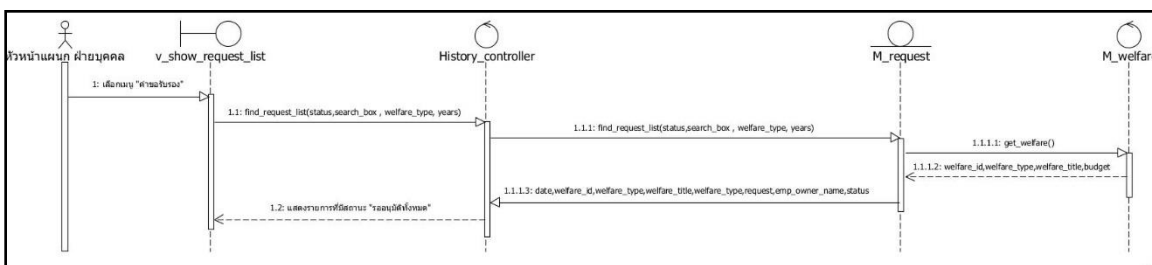 หัวหน้าแผนก ฝ่ายบุคคล
v_show_request_list
History_controller
M_request
M_welfare
1: เลือกเมนู "คำขอรับรอง"
1.1: find_request_list(status,search_box , welfare_type, years)
1.1.1: find_request_list(status,search_box , welfare_type, years)
1.1.1.1: get_welfare()
1.1.1.2: welfare_id,welfare_type,welfare_title,budget
1.1.1.3: date,welfare_id,welfare_type,welfare_title,welfare_type,request,emp_owner_name,status
1.2: แสดงรายการที่มีสถานะ "รออนุมัติทั้งหมด"